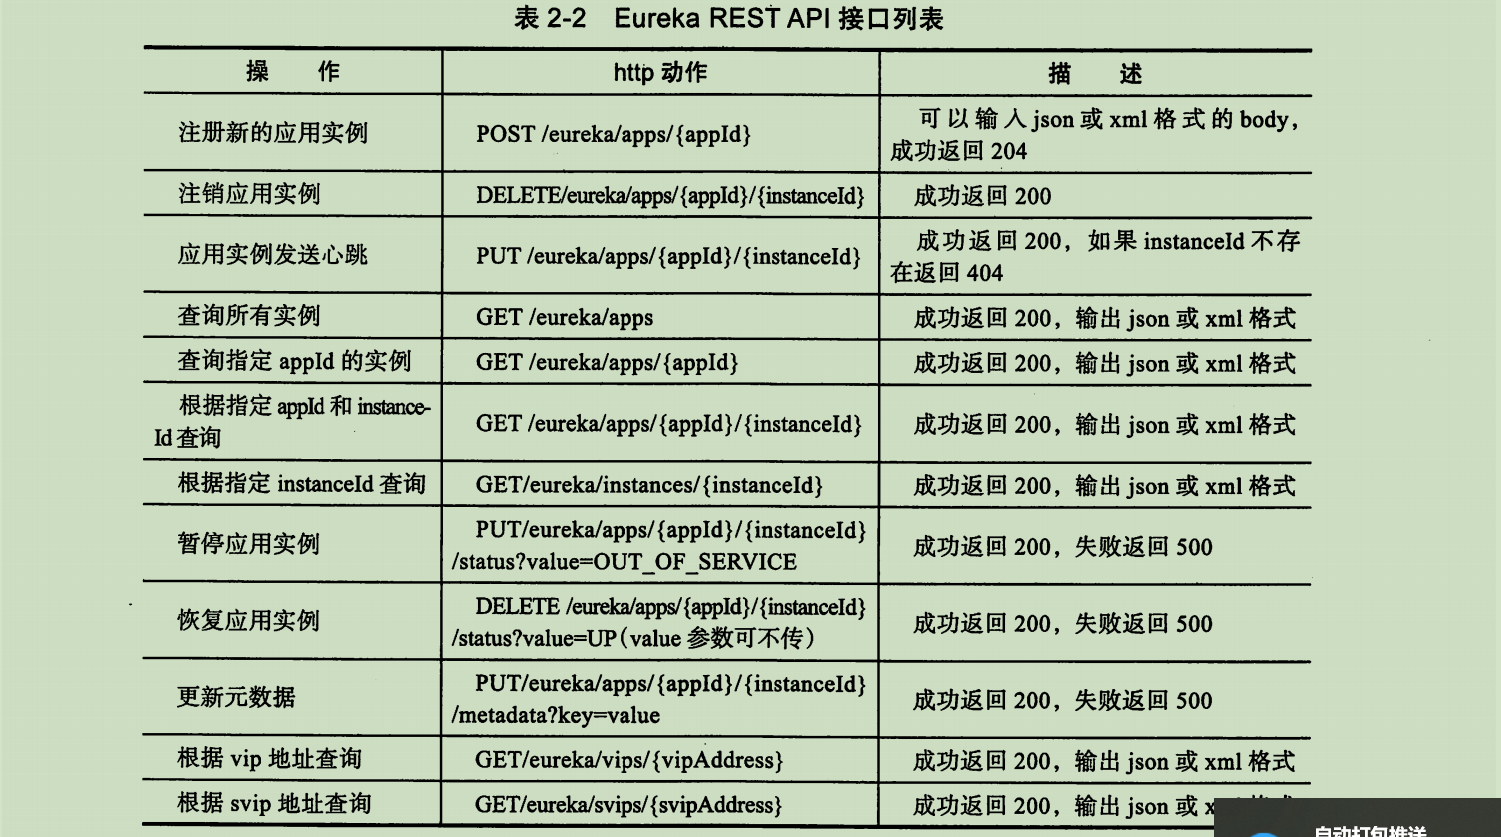 表 2-2 Eureka REST API 接口列表
操 作 http 动作 描 述
注册新的应用实例 POST /eureka/apps/{appId} 可以输入json或xml格式的body,
成功返回 204
注销应用实例 DELETE/eureka/apps/{appId}/{instanceId} 成功返回 200
应用实例发送心跳 PUT /eureka/apps/{appId}/{instanceId} 成功返回 200，如果 instanceId 不存
在返回 404
查询所有实例 GET /eureka/apps 成功返回 200，输出 json 或 xml 格式
查询指定 appId 的实例 GET /eureka/apps/{appId} 成功返回 200，输出 json 或 xml 格式
根据指定 appId 和 instance-
Id 查询 GET /eureka/apps/{appId}/{instanceId} 成功返回 200，输出 json 或 xml 格式
根据指定 instanceId 查询 GET/eureka/instances/{instanceId} 成功返回 200，输出 json 或 xml 格式
暂停应用实例 PUT/eureka/apps/{appId}/{instanceId}
/status?value=OUT_OF_SERVICE 成功返回 200，失败返回 500
恢复应用实例 DELETE /eureka/apps/{appId}/{instanceId}
/status?value=UP（value 参数可不传） 成功返回 200，失败返回 500
更新元数据 PUT/eureka/apps/{appId}/{instanceId}
/metadata?key=value 成功返回 200，失败返回 500
根据 vip 地址查询 GET/eureka/vips/{vipAddress} 成功返回 200，输出 json 或 xml 格式
根据 svip 地址查询 GET/eureka/svips/{svipAddress} 成功返回 200，输出 json 或
自动打包推送